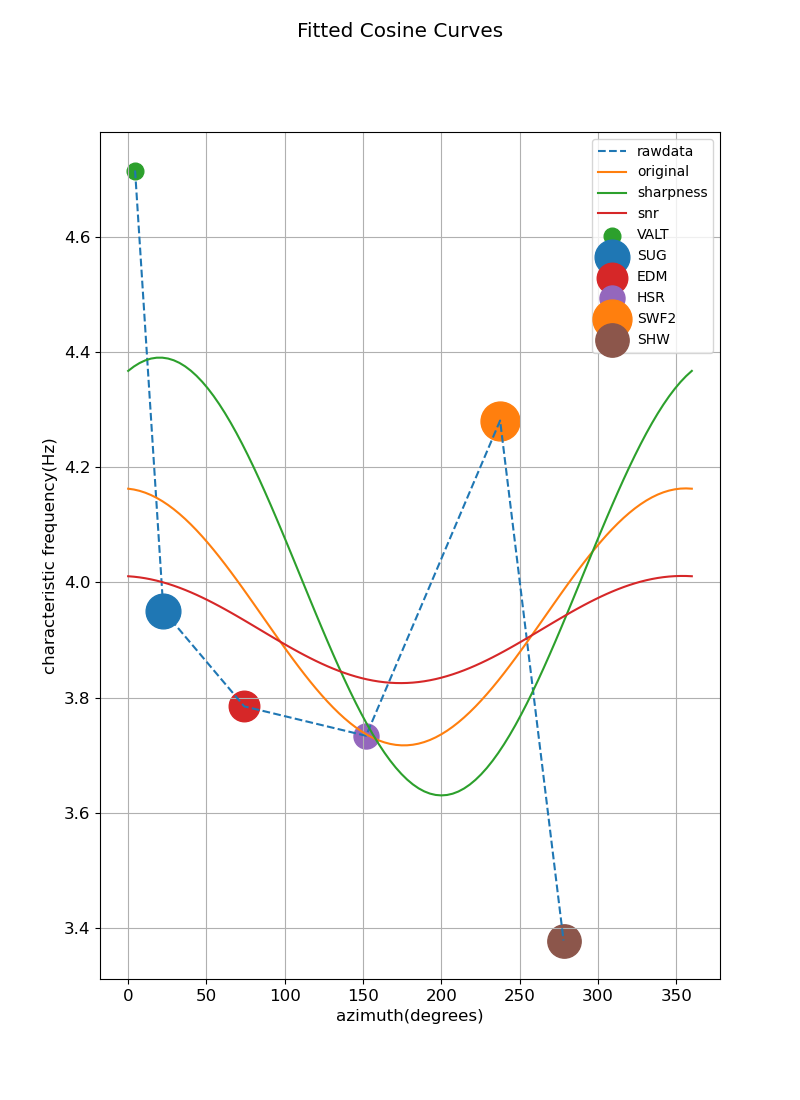 Fitted Cosine Curves
rawdata
original
sharpness
snr
VALT
SUG
EDM
HSR
SWF2
SHW
4.6
4.4
4.2
4.0
3.8
3.6
3.4
characteristic frequency(Hz)
0 50 100 150 200 250 300 350
azimuth(degrees)